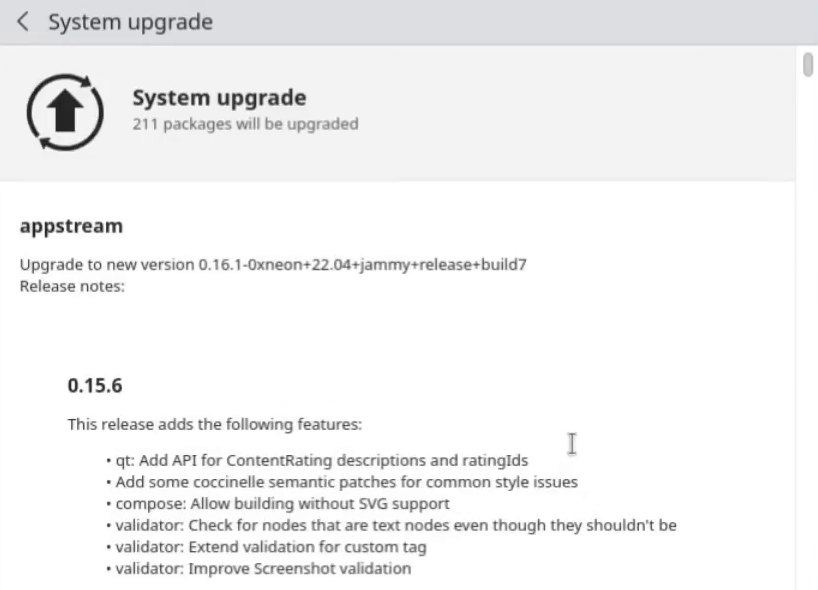 System upgrade
System upgrade
211 packages will be upgraded
appstream
Upgrade to new version 0.16.1-0xneon+22.04+jammy+release+build7
Release notes:
0.15.6
This release adds the following features:
• qt: Add API for ContentRating descriptions and ratingIds
• Add some coccinelle semantic patches for common style issues
• compose: Allow building without SVG support
• validator: Check for nodes that are text nodes even though they shouldn't be
• validator: Extend validation for custom tag
• validator: Improve Screenshot validation